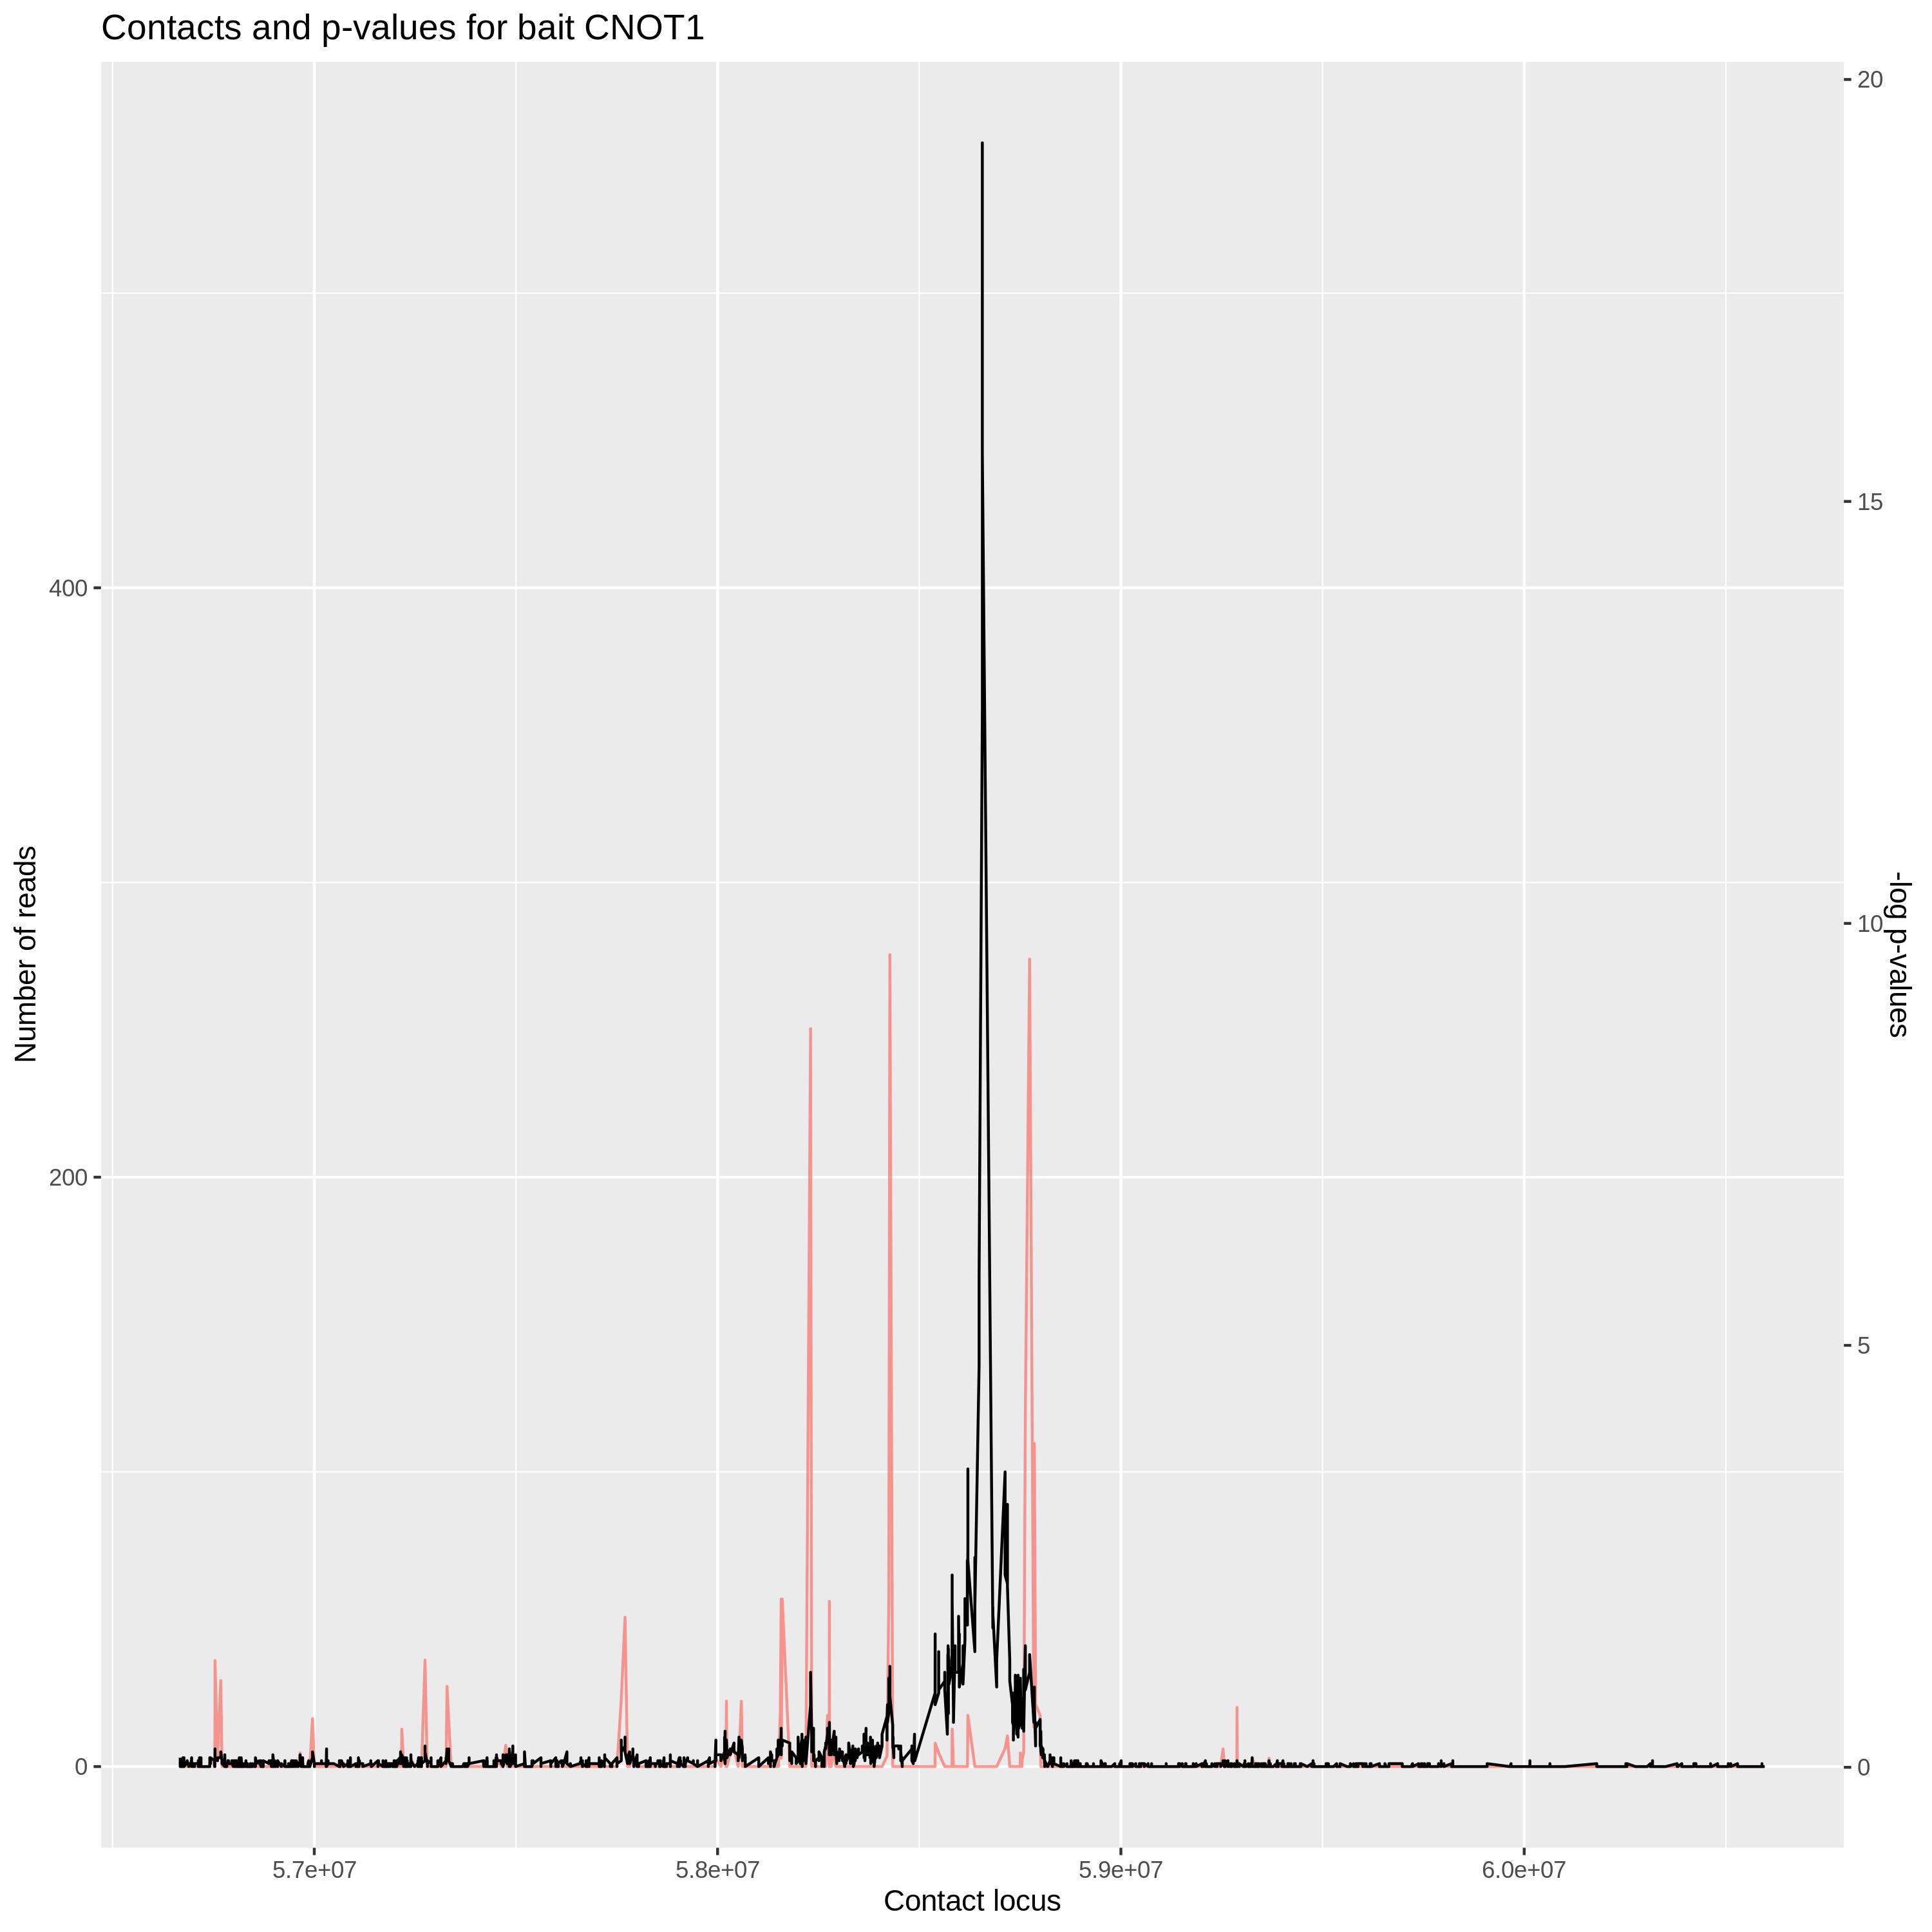 Contacts and p-values for bait CNOT1
20
15
400
10
Number of reads
-log p-values
200
5
0
0
5.7e+07
5.8e+07
5.9e+07
6.0e+07
Contact locus